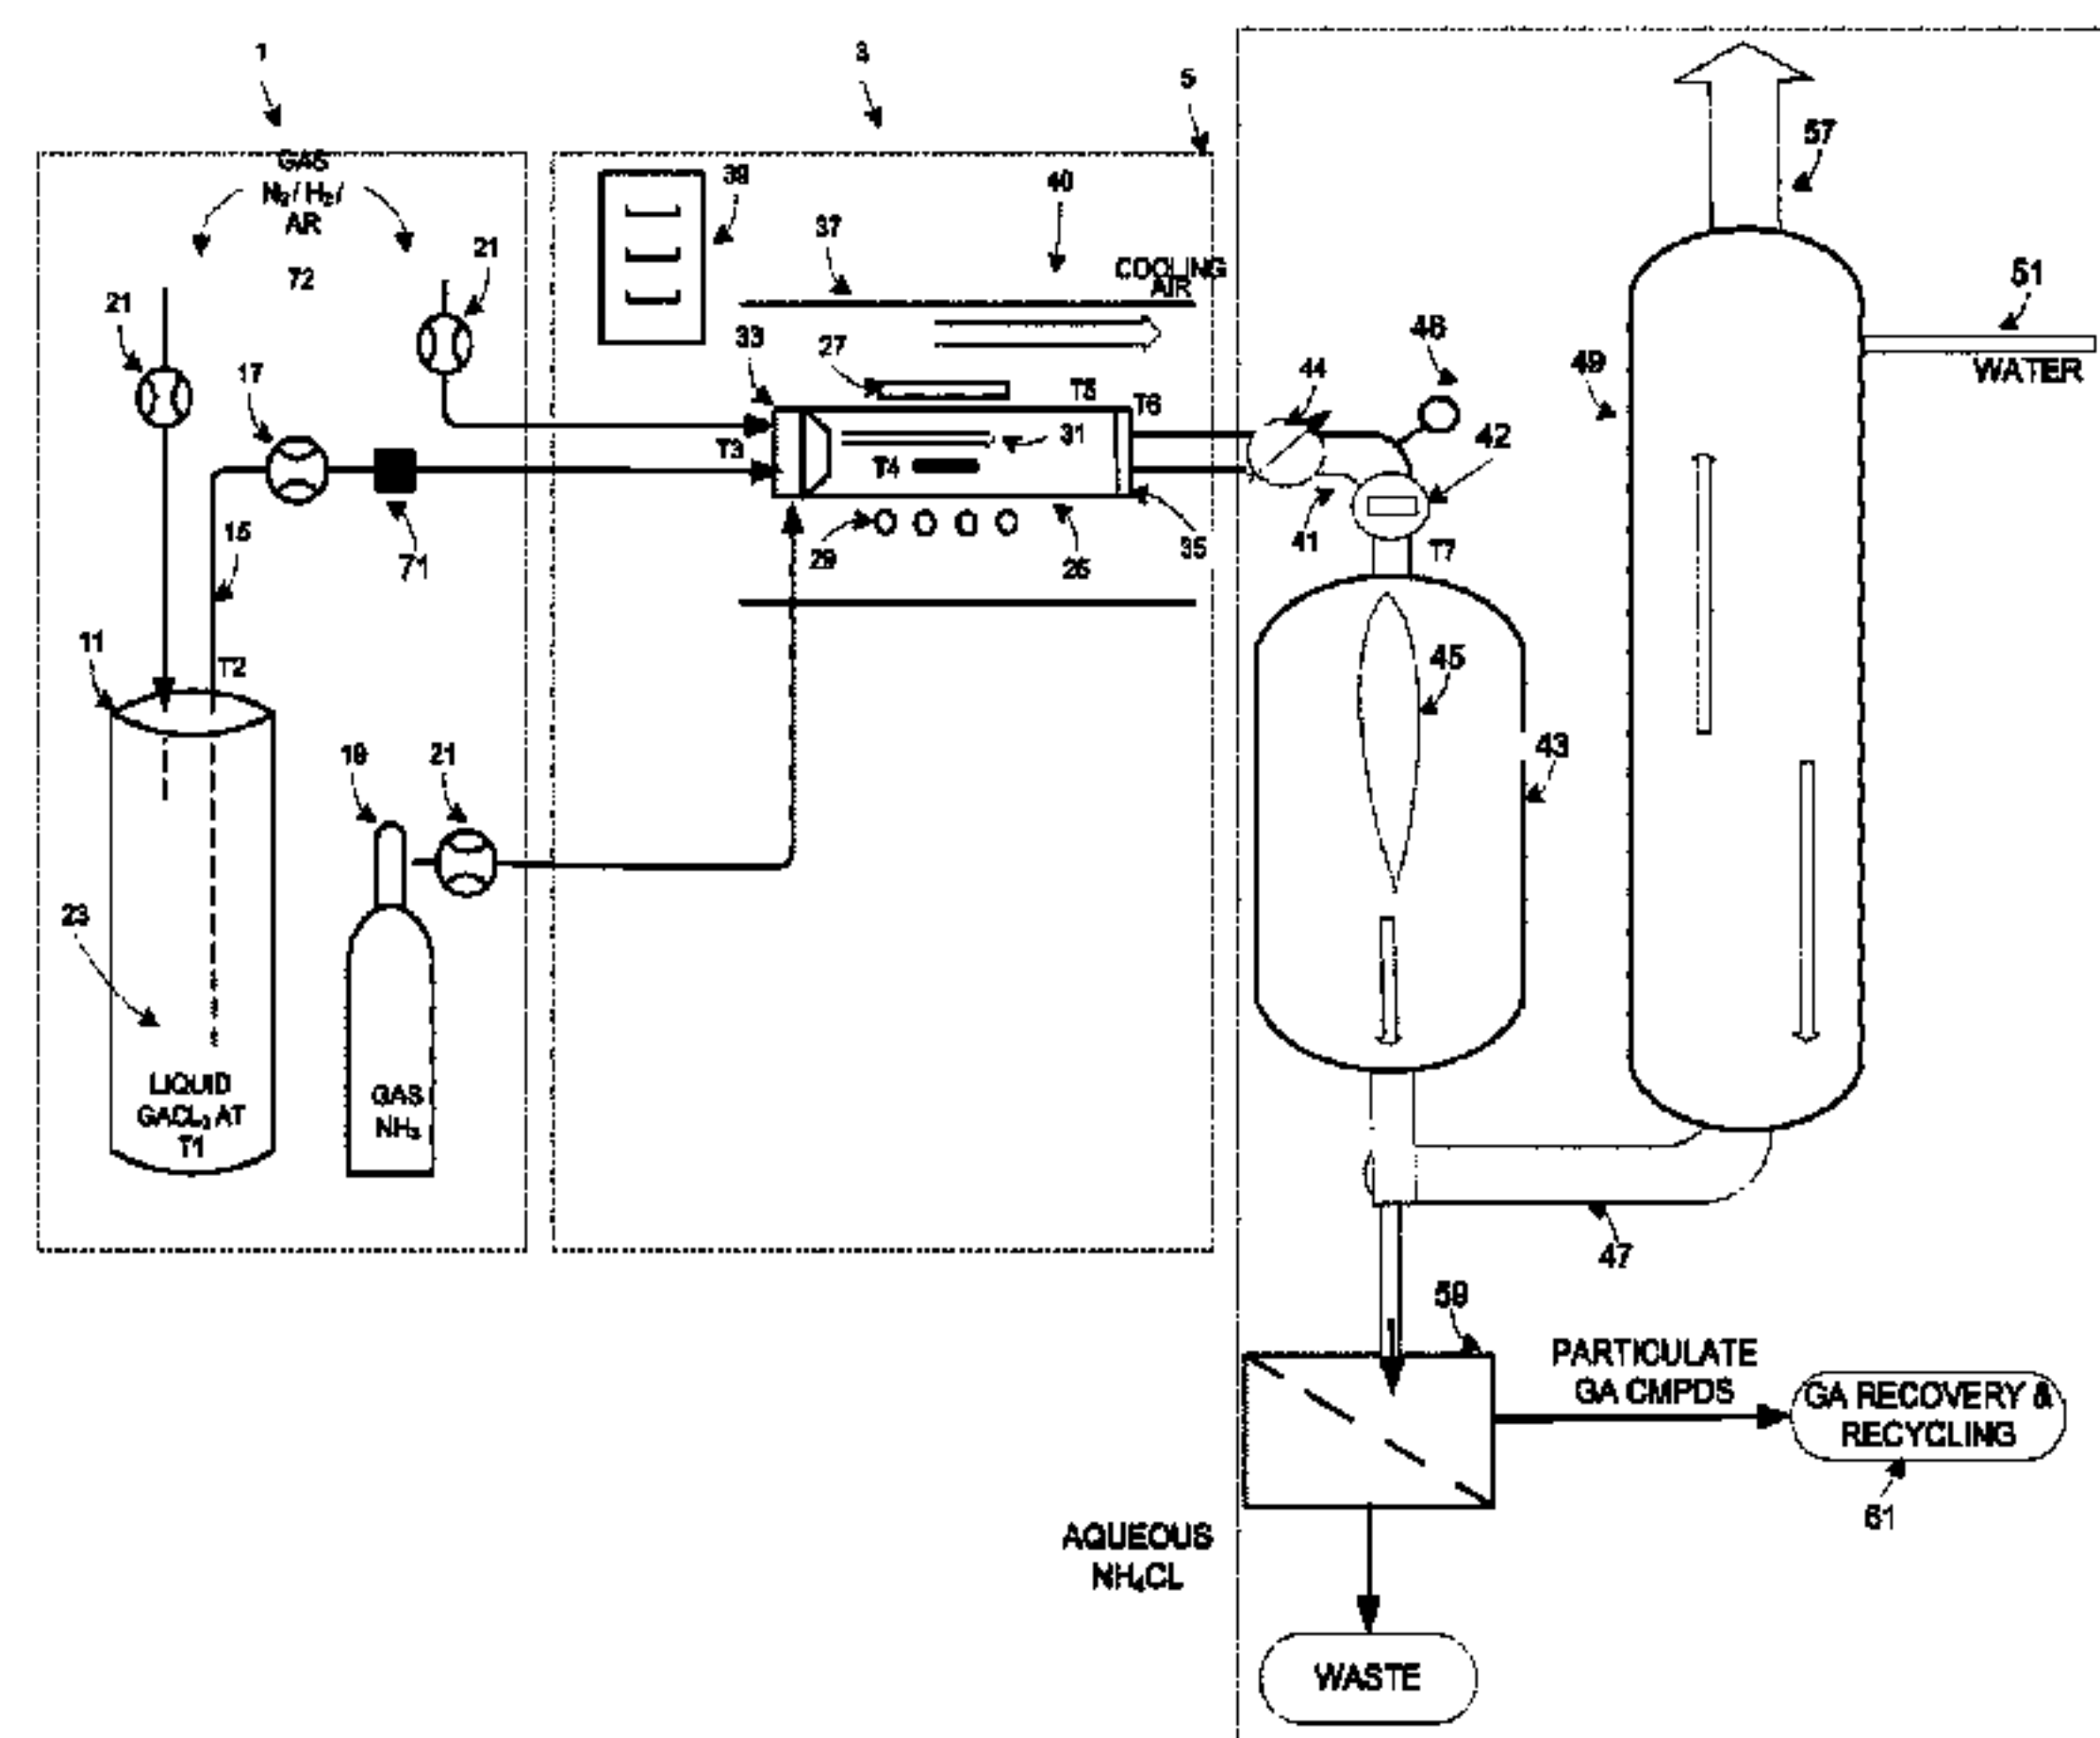 1
3
5
GAS
N₂/ H₂ /
AR
72
21
21
17
71
15
11
T2
23
LIQUID
GACL₃ AT
T1
19
21
GAS
NH₃
39
37
40
COOLING
AIR
33
27
T5
T6
T3
31
T4
29
25
35
44
46
42
41
T7
45
43
57
51
WATER
49
47
59
PARTICULATE
GA CMPDS
GA RECOVERY &
RECYCLING
61
AQUEOUS
NH₄CL
WASTE